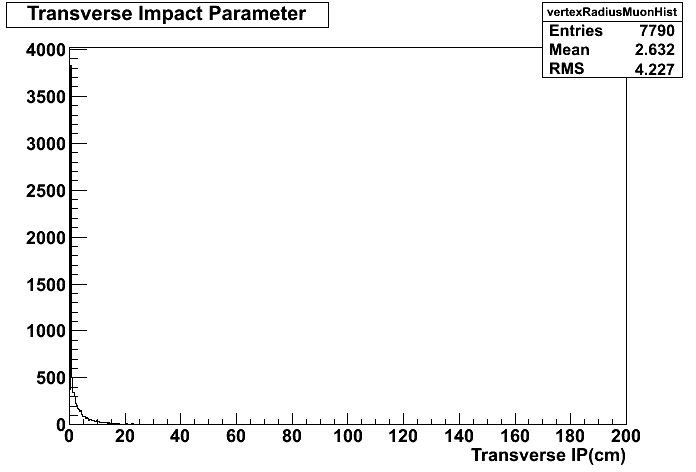 Transverse Impact Parameter
vertexRadiusMuonHist
Entries 7790
Mean 2.632
RMS 4.227
4000
3500
3000
2500
2000
1500
1000
500
0
0 20 40 60 80 100 120 140 160 180 200
Transverse IP(cm)